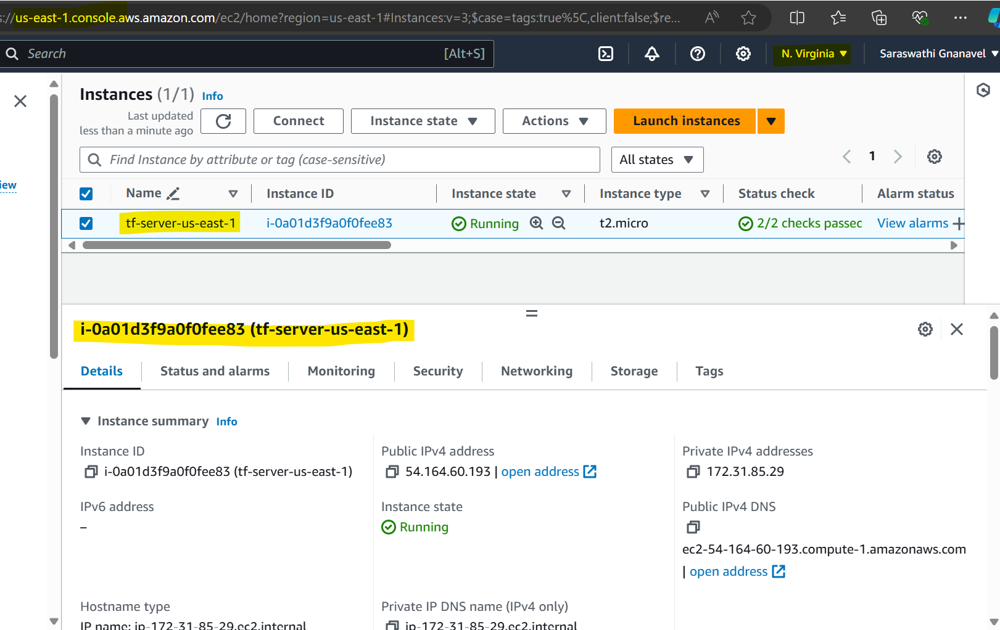 s://us-east-1.console.aws.amazon.com/ec2/home?region=us-east-1#Instances:v=3;$case=tags:true%5C,client:false;$re...
Search [Alt+S] N. Virginia Saraswathi Gnanavel
Instances (1/1) Info
Last updated
less than a minute ago
Connect Instance state Actions Launch instances
Find Instance by attribute or tag (case-sensitive) All states 1
iew
Name Instance ID Instance state Instance type Status check Alarm status
tf-server-us-east-1 i-0a01d3f9a0f0fee83 Running t2.micro 2/2 checks passed View alarms
i-0a01d3f9a0f0fee83 (tf-server-us-east-1)
Details Status and alarms Monitoring Security Networking Storage Tags
Instance summary Info
Instance ID
i-0a01d3f9a0f0fee83 (tf-server-us-east-1)
Public IPv4 address
54.164.60.193 | open address
Private IPv4 addresses
172.31.85.29
IPv6 address
–
Instance state
Running
Public IPv4 DNS
ec2-54-164-60-193.compute-1.amazonaws.com
| open address
Hostname type
IP name: ip-172-31-85-29.ec2.internal
Private IP DNS name (IPv4 only)
ip-172-31-85-29.ec2.internal